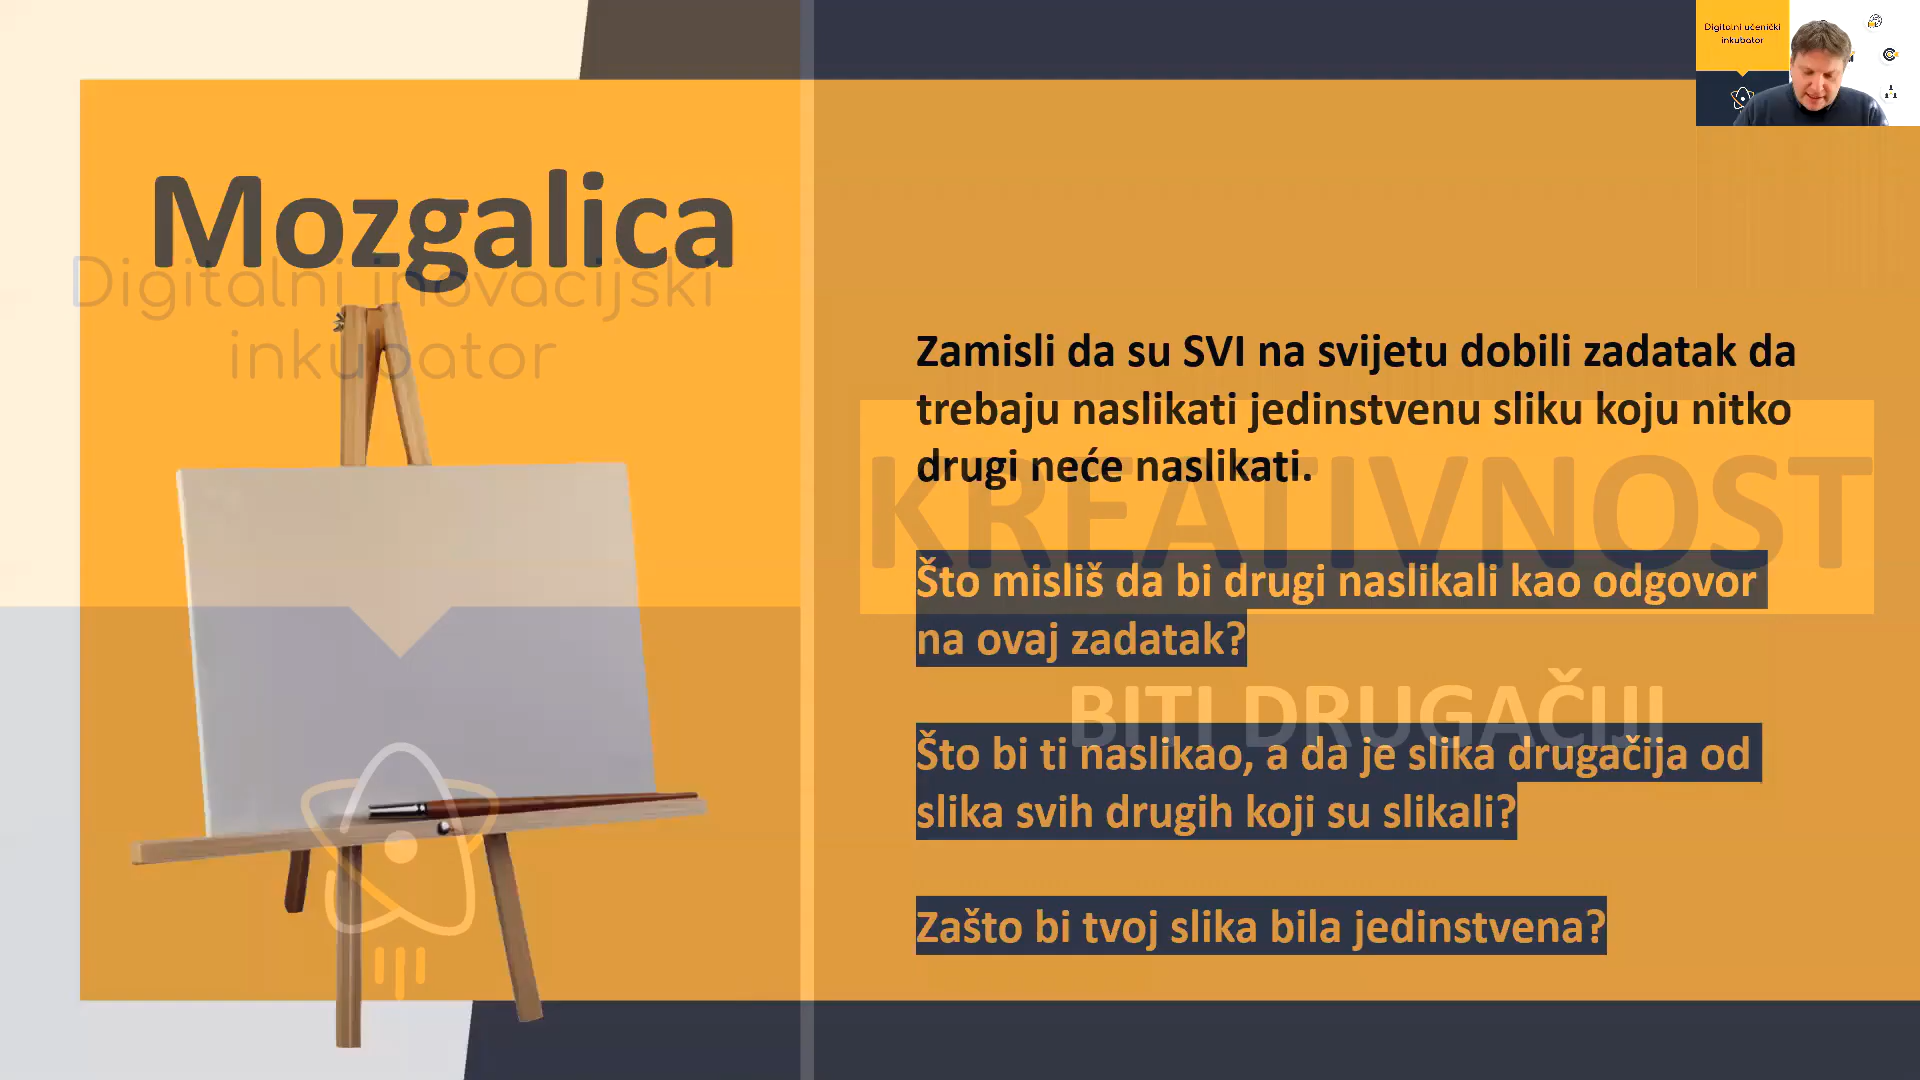 Digitalni učenički
inkubator
Mozgalica
Digitalni inovacijski
inkubator
Zamisli da su SVI na svijetu dobili zadatak da
trebaju naslikati jedinstvenu sliku koju nitko
drugi neće naslikati.
KREATIVNOST
Što misliš da bi drugi naslikali kao odgovor
na ovaj zadatak?
BITI DRUGAČIJI
Što bi ti naslikao, a da je slika drugačija od
slika svih drugih koji su slikali?
Zašto bi tvoj slika bila jedinstvena?